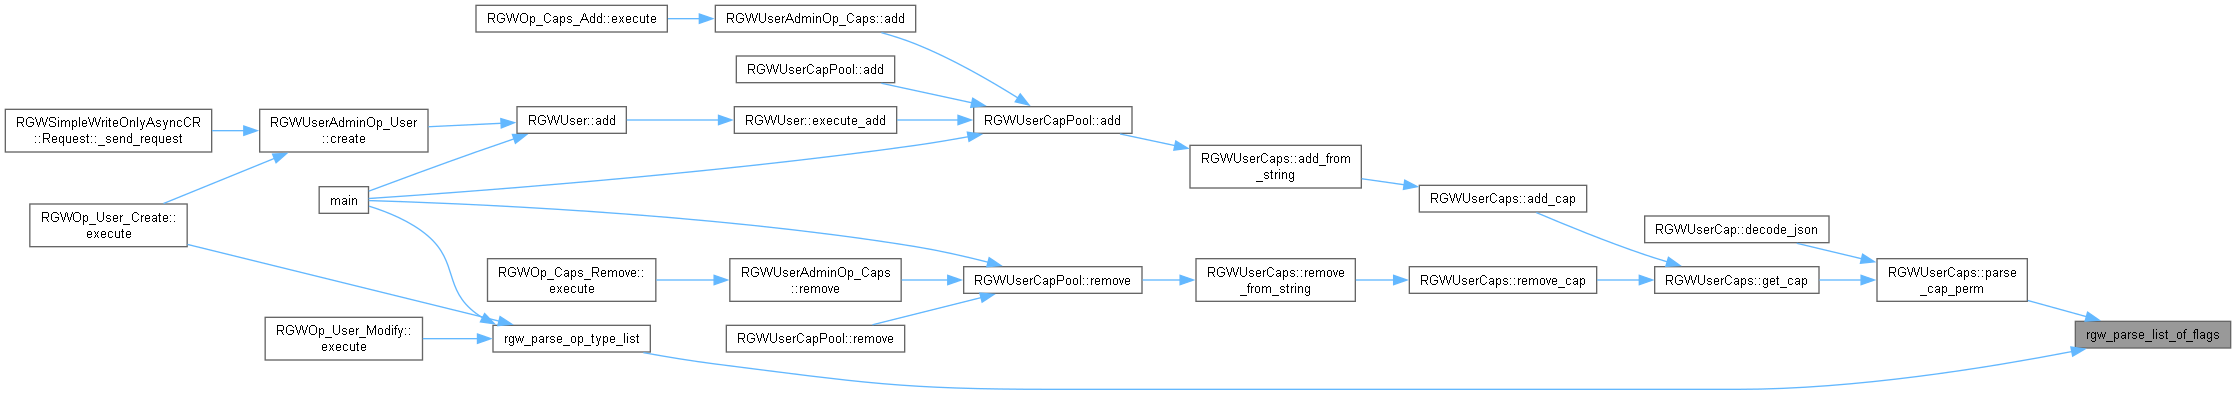 RGWOp_Caps_Add::execute
RGWUserAdminOp_Caps::add
RGWUserCapPool::add
RGWSimpleWriteOnlyAsyncCR
::Request::_send_request
RGWUserAdminOp_User
::create
RGWUser::add
RGWUser::execute_add
RGWUserCapPool::add
RGWUserCaps::add_from
_string
main
RGWUserCaps::add_cap
RGWOp_User_Create::
execute
RGWUserCap::decode_json
RGWOp_Caps_Remove::
execute
RGWUserAdminOp_Caps
::remove
RGWUserCapPool::remove
RGWUserCaps::remove
_from_string
RGWUserCaps::remove_cap
RGWUserCaps::get_cap
RGWUserCaps::parse
_cap_perm
RGWOp_User_Modify::
execute
rgw_parse_op_type_list
RGWUserCapPool::remove
rgw_parse_list_of_flags